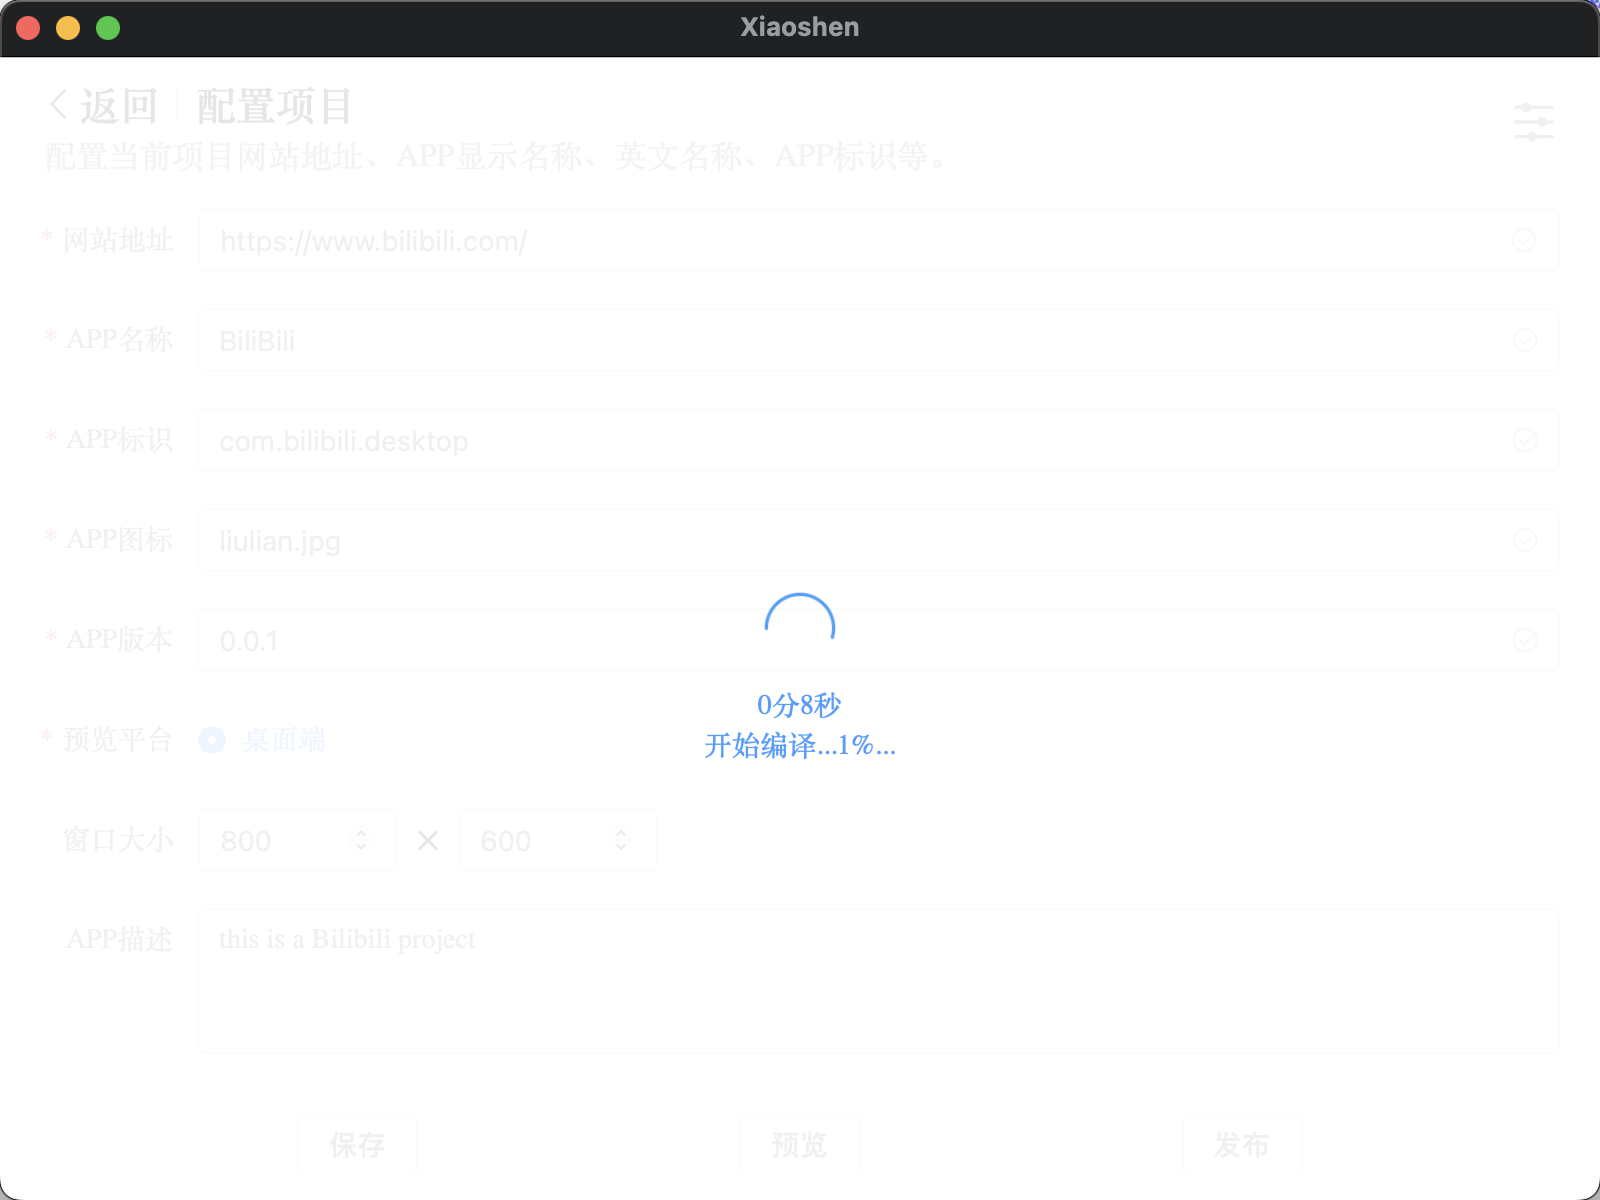 Xiaoshen
返回 配置项目
配置当前项目网站地址、APP显示名称、英文名称、APP标识等。
* 网站地址 https://www.bilibili.com/
* APP名称 BiliBili
* APP标识 com.bilibili.desktop
* APP图标 liulian.jpg
* APP版本 0.0.1
0分8秒
* 预览平台 桌面端
开始编译...1%...
窗口大小 800 × 600
APP描述 this is a Bilibili project
保存 预览 发布